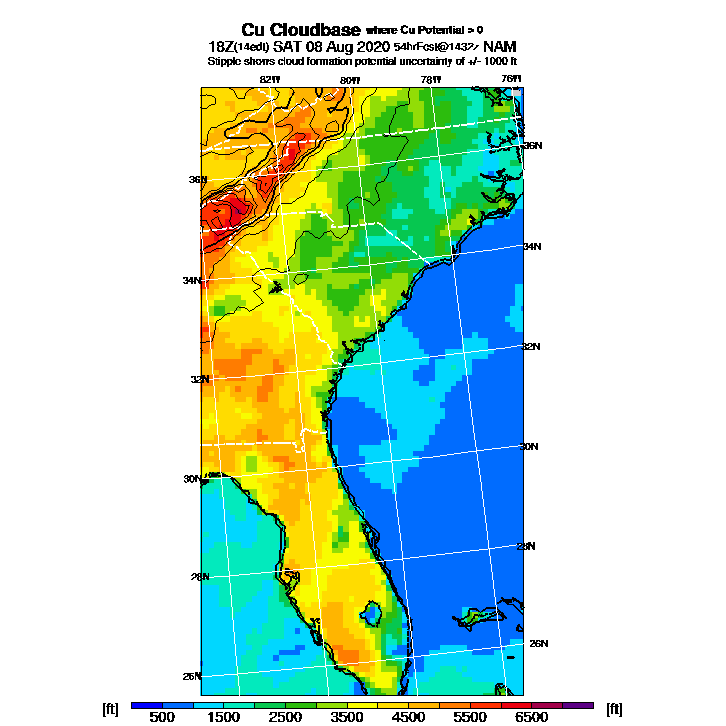 Cu Cloudbase where Cu Potential > 0
18Z(14edt) SAT 08 Aug 2020 54hrFcst@1432z NAM
Stipple shows cloud formation potential uncertainty of +/- 1000 ft
82W 80W 78W 76W
36N
36N
34N
34N
32N
32N
30N
30N
28N
28N
26N
26N
[ft] [ft]
500 1500 2500 3500 4500 5500 6500